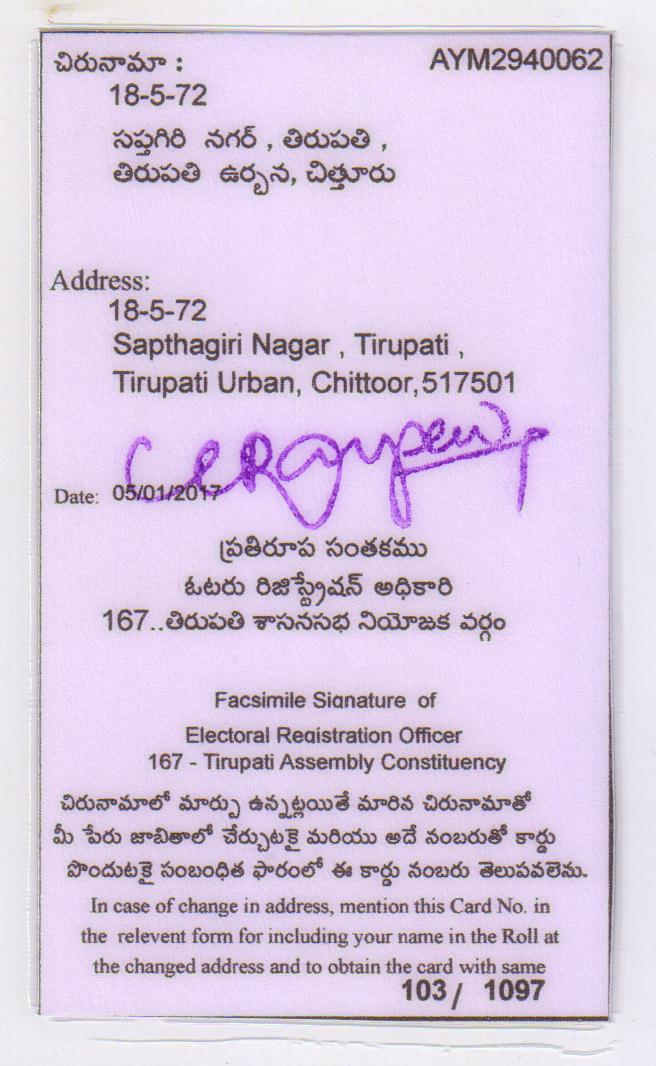 చిరునామా : AYM2940062
18-5-72
సప్తగిరి నగర్ , తిరుపతి ,
తిరుపతి ఉర్బన, చిత్తూరు
Address:
18-5-72
Sapthagiri Nagar , Tirupati ,
Tirupati Urban, Chittoor,517501
Date: 05/01/2017
ప్రతిరూప సంతకము
ఓటరు రిజిస్ట్రేషన్ అధికారి
167..తిరుపతి శాసనసభ నియోజక వర్గం
Facsimile Signature of
Electoral Registration Officer
167 - Tirupati Assembly Constituency
చిరునామాలో మార్పు ఉన్నట్లయితే మారిన చిరునామాతో
మీ పేరు జాబితాలో చేర్చుటకై మరియు అదే నంబరుతో కార్డు
పొందుటకై సంబంధిత ఫారంలో ఈ కార్డు నంబరు తెలుపవలెను.
In case of change in address, mention this Card No. in
the relevent form for including your name in the Roll at
the changed address and to obtain the card with same
103 / 1097